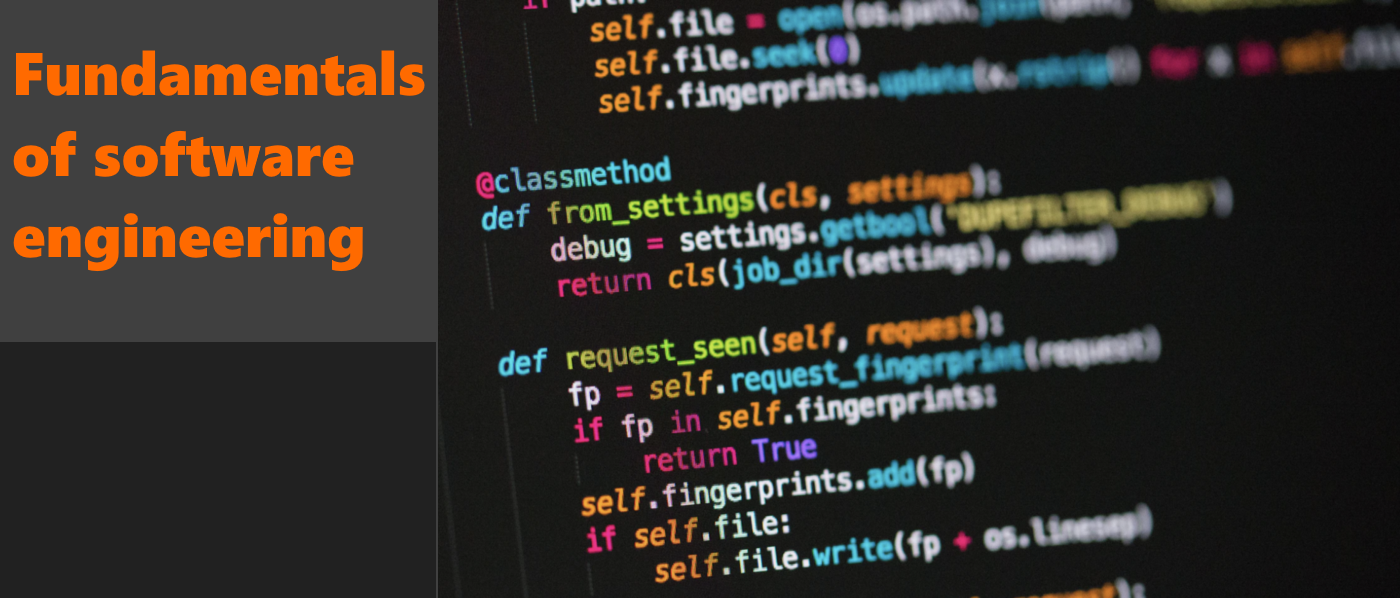 Fundamentals
of software
engineering
if path:
self.file = open(os.path.join(path,
self.file.seek(0)
self.fingerprints.update(x.rstrip() for x in self.file
@classmethod
def from_settings(cls, settings):
debug = settings.getbool('DUPEFILTER_DEBUG')
return cls(job_dir(settings), debug)
def request_seen(self, request):
fp = self.request_fingerprint(request)
if fp in self.fingerprints:
return True
self.fingerprints.add(fp)
if self.file:
self.file.write(fp + os.linesep)
request):